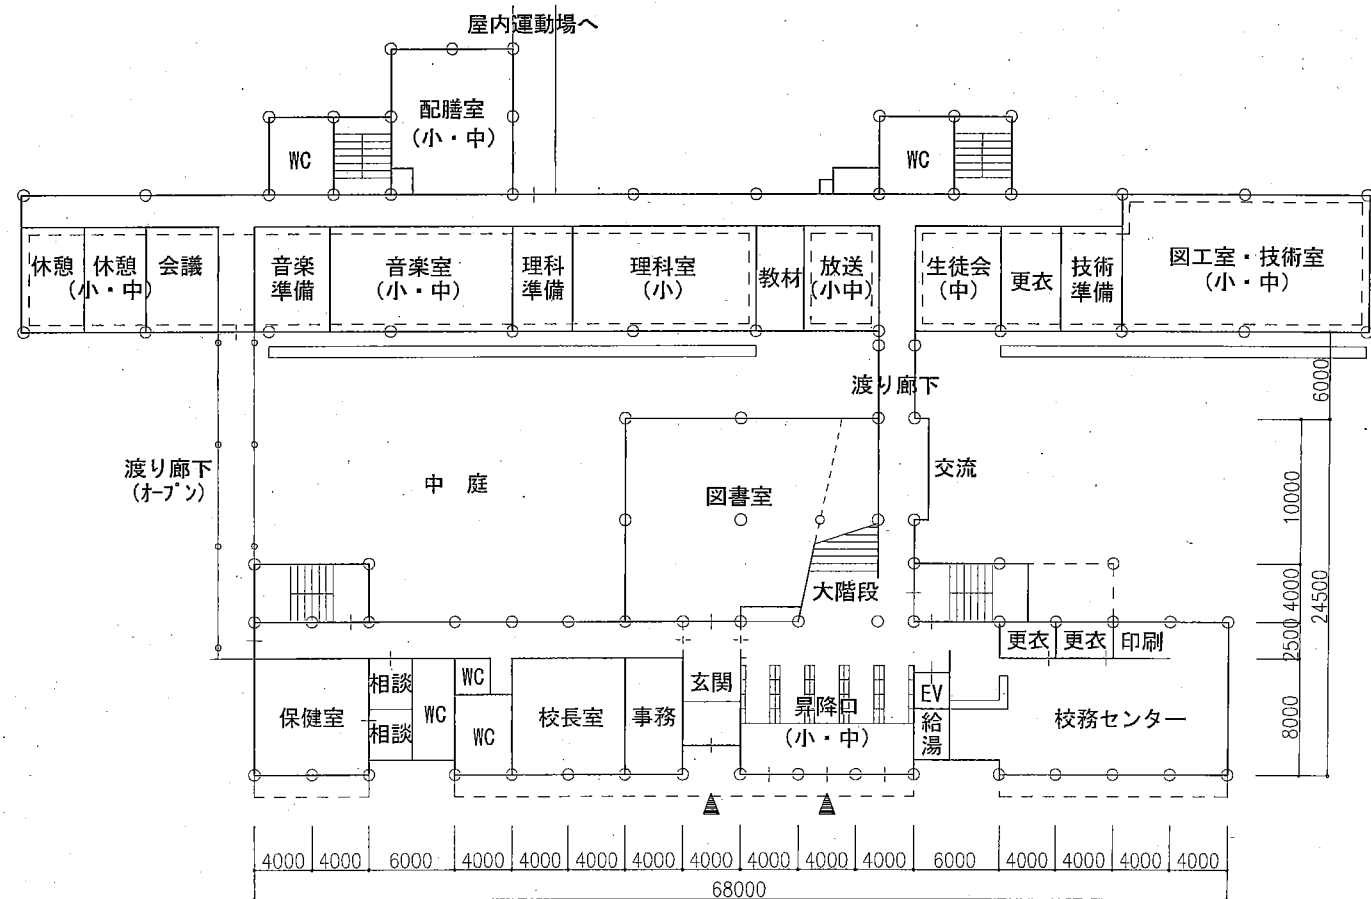 屋内運動場へ
配膳室
(小・中)
WC
WC
休憩
休憩
(小・中)
会議
音楽
準備
音楽室
(小・中)
理科
準備
理科室
(小)
教材
放送
(小中)
生徒会
(中)
更衣
技術
準備
図工室・技術室
(小・中)
渡り廊下
6000
渡り廊下
(オープン)
中 庭
図書室
交流
10000
大階段
4000
24500
2500
8000
更衣
更衣
印刷
相談
相談
WC
WC
WC
保健室
校長室
事務
玄関
昇降口
(小・中)
EV
給
湯
校務センター
4000
4000
6000
4000
4000
4000
4000
4000
4000
4000
4000
6000
4000
4000
4000
4000
68000